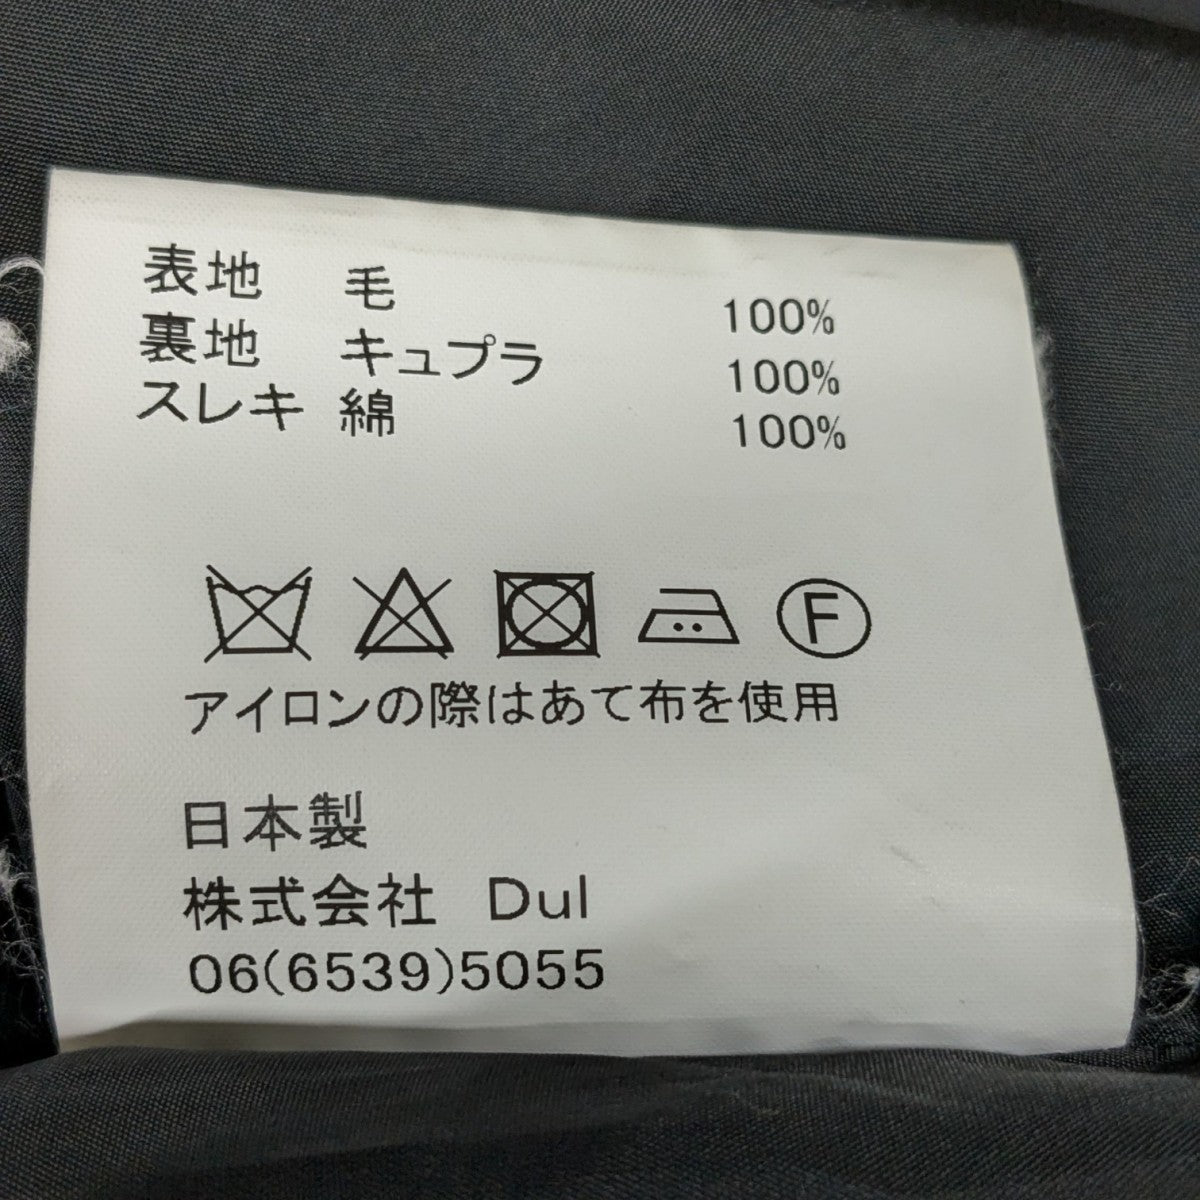 表地 毛 100%
裏地 キュプラ 100%
スレキ 綿 100%
F
アイロンの際はあて布を使用
日本製
株式会社 Dul
06(6539)5055